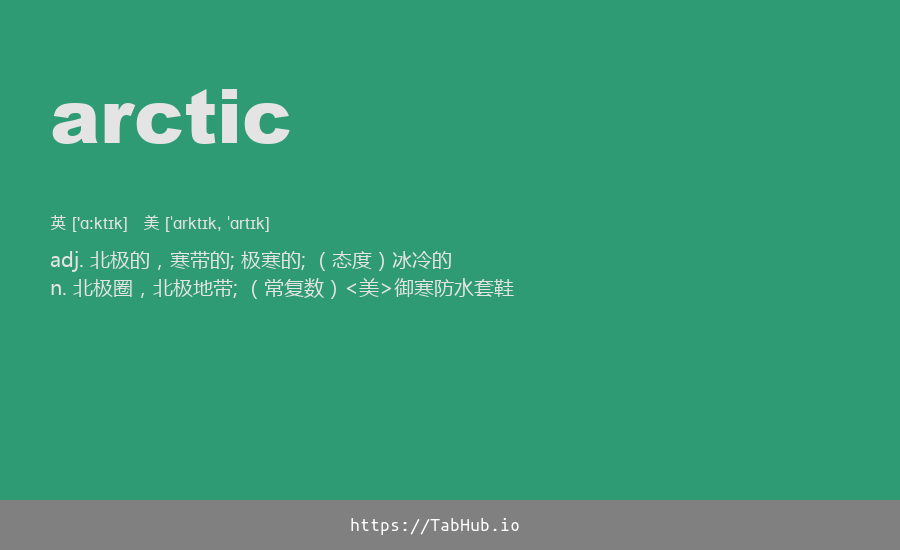 arctic
英 ['ɑ:ktɪk] 美 [ˈɑrktɪk, ˈɑrtɪk]
adj. 北极的，寒带的; 极寒的; （态度）冰冷的
n. 北极圈，北极地带; （常复数）<美>御寒防水套鞋
https://TabHub.io